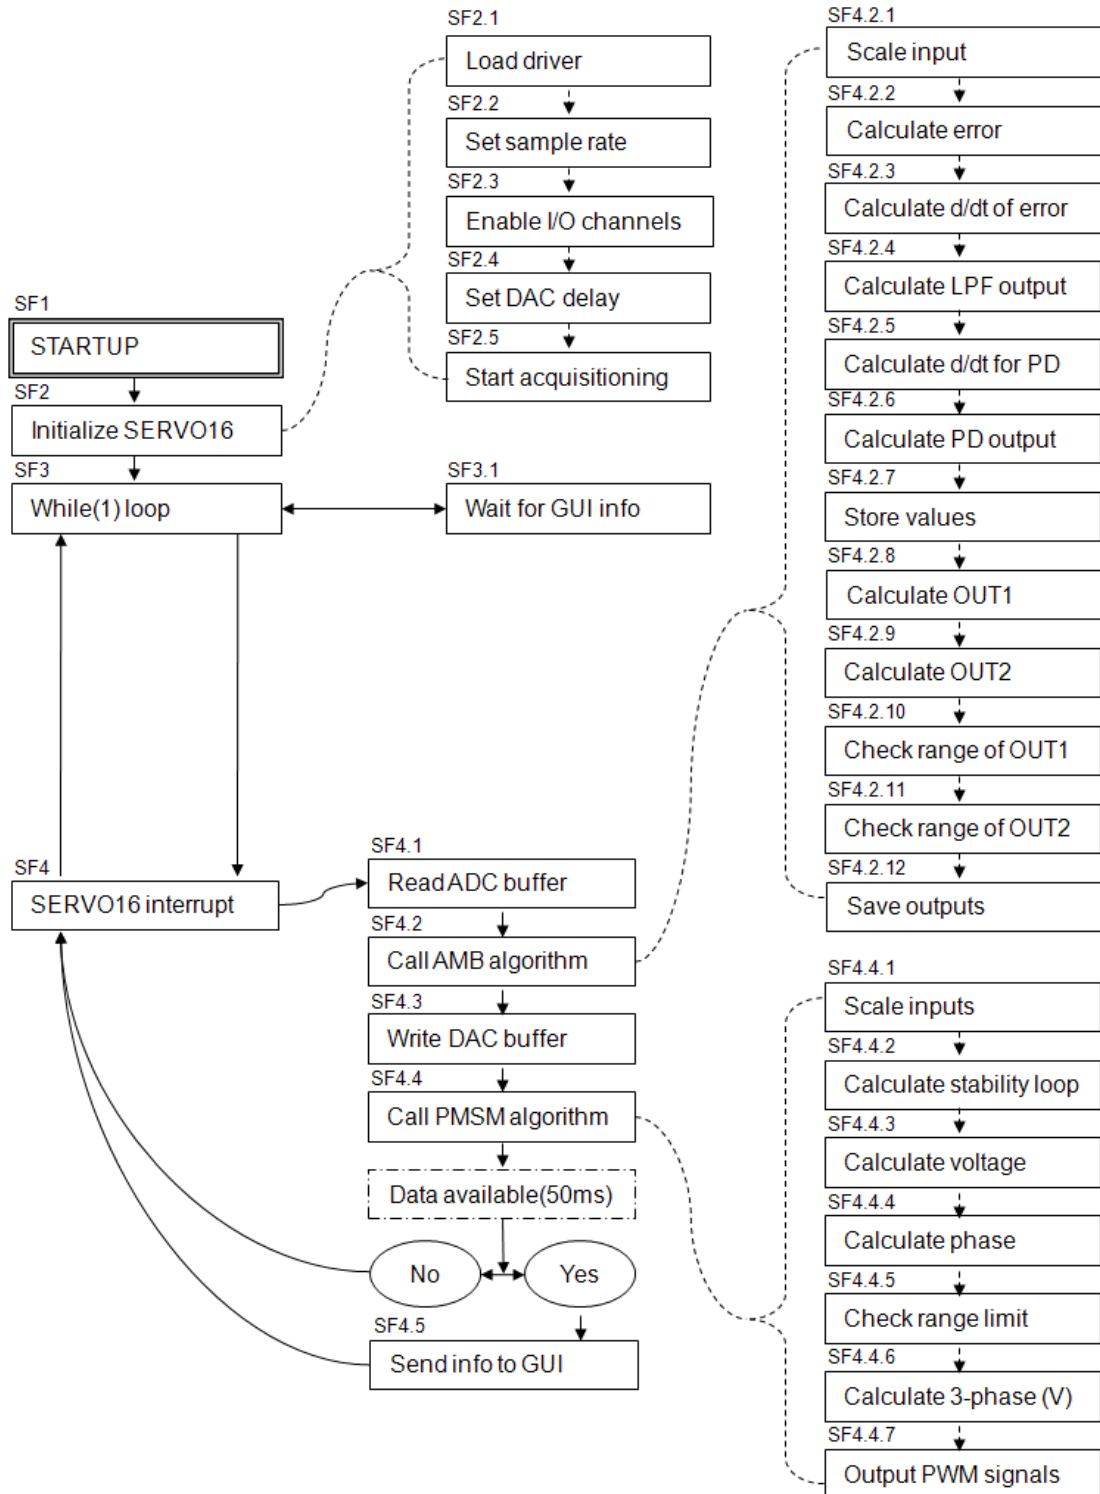 SF1
STARTUP
SF2
Initialize SERVO16
SF3
While(1) loop
SF3.1
Wait for GUI info
SF2.1
Load driver
SF2.2
Set sample rate
SF2.3
Enable I/O channels
SF2.4
Set DAC delay
SF2.5
Start acquisitioning
SF4
SERVO16 interrupt
SF4.1
Read ADC buffer
SF4.2
Call AMB algorithm
SF4.3
Write DAC buffer
SF4.4
Call PMSM algorithm
Data available(50ms)
No
Yes
SF4.5
Send info to GUI
SF4.2.1
Scale input
SF4.2.2
Calculate error
SF4.2.3
Calculate d/dt of error
SF4.2.4
Calculate LPF output
SF4.2.5
Calculate d/dt for PD
SF4.2.6
Calculate PD output
SF4.2.7
Store values
SF4.2.8
Calculate OUT1
SF4.2.9
Calculate OUT2
SF4.2.10
Check range of OUT1
SF4.2.11
Check range of OUT2
SF4.2.12
Save outputs
SF4.4.1
Scale inputs
SF4.4.2
Calculate stability loop
SF4.4.3
Calculate voltage
SF4.4.4
Calculate phase
SF4.4.5
Check range limit
SF4.4.6
Calculate 3-phase (V)
SF4.4.7
Output PWM signals